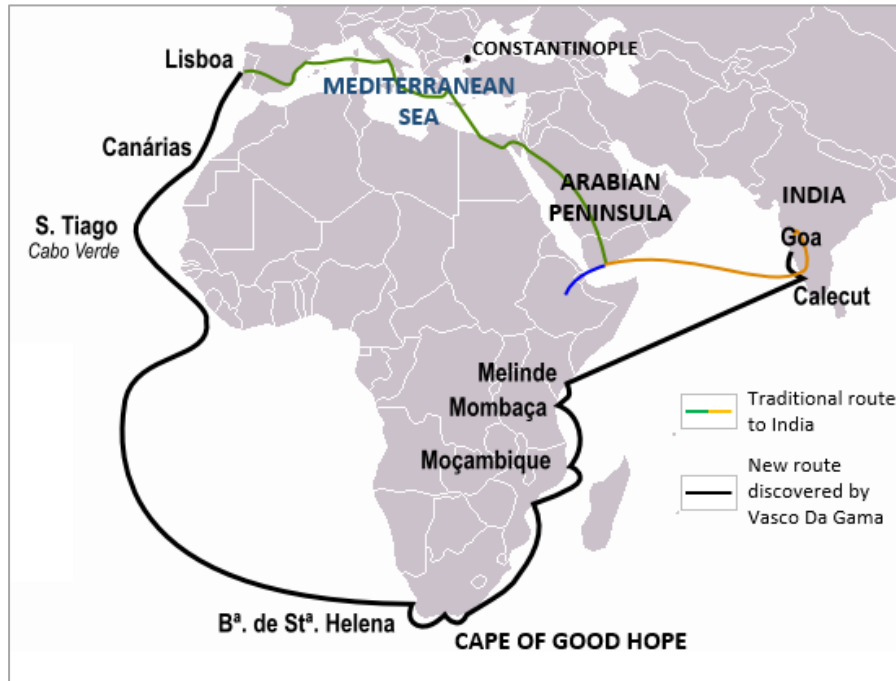 CONSTANTINOPLE
Lisboa
MEDITERRANEAN
SEA
Canárias
ARABIAN
PENINSULA
INDIA
S. Tiago
Cabo Verde
Goa
Calecut
Melinde
Mombaça
Moçambique
Traditional route
to India
New route
discovered by
Vasco Da Gama
Bª. de Stª. Helena
CAPE OF GOOD HOPE